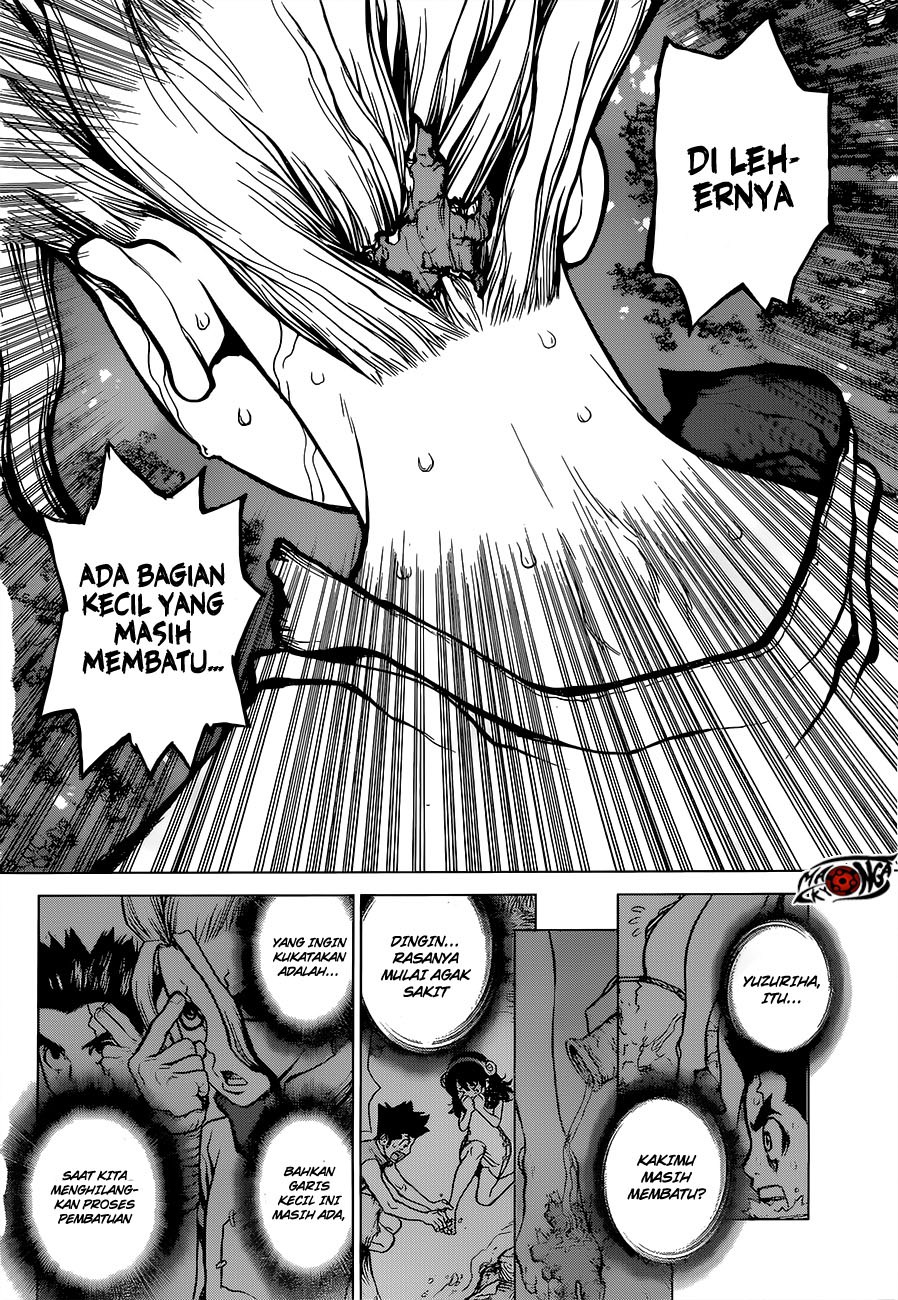 DI LEH-
ERNYA
ADA BAGIAN
KECIL YANG
MASIH
MEMBATU...
YUZURIHA,
ITU...
KAKIMU
MASIH
MEMBATU?
DINGIN...
RASANYA
MULAI AGAK
SAKIT
YANG INGIN
KUKATAKAN
ADALAH...
BAHKAN
GARIS
KECIL INI
MASIH ADA,
SAAT KITA
MENGHILANG-
KAN PROSES
PEMBATUAN